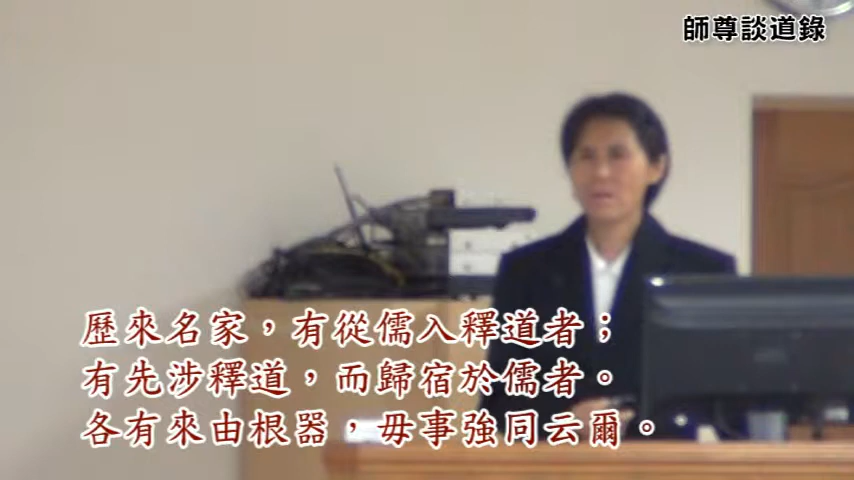 師尊談道錄
歷來名家，有從儒入釋道者；
有先涉釋道，而歸宿於儒者。
各有來由根器，毋事強同云爾。